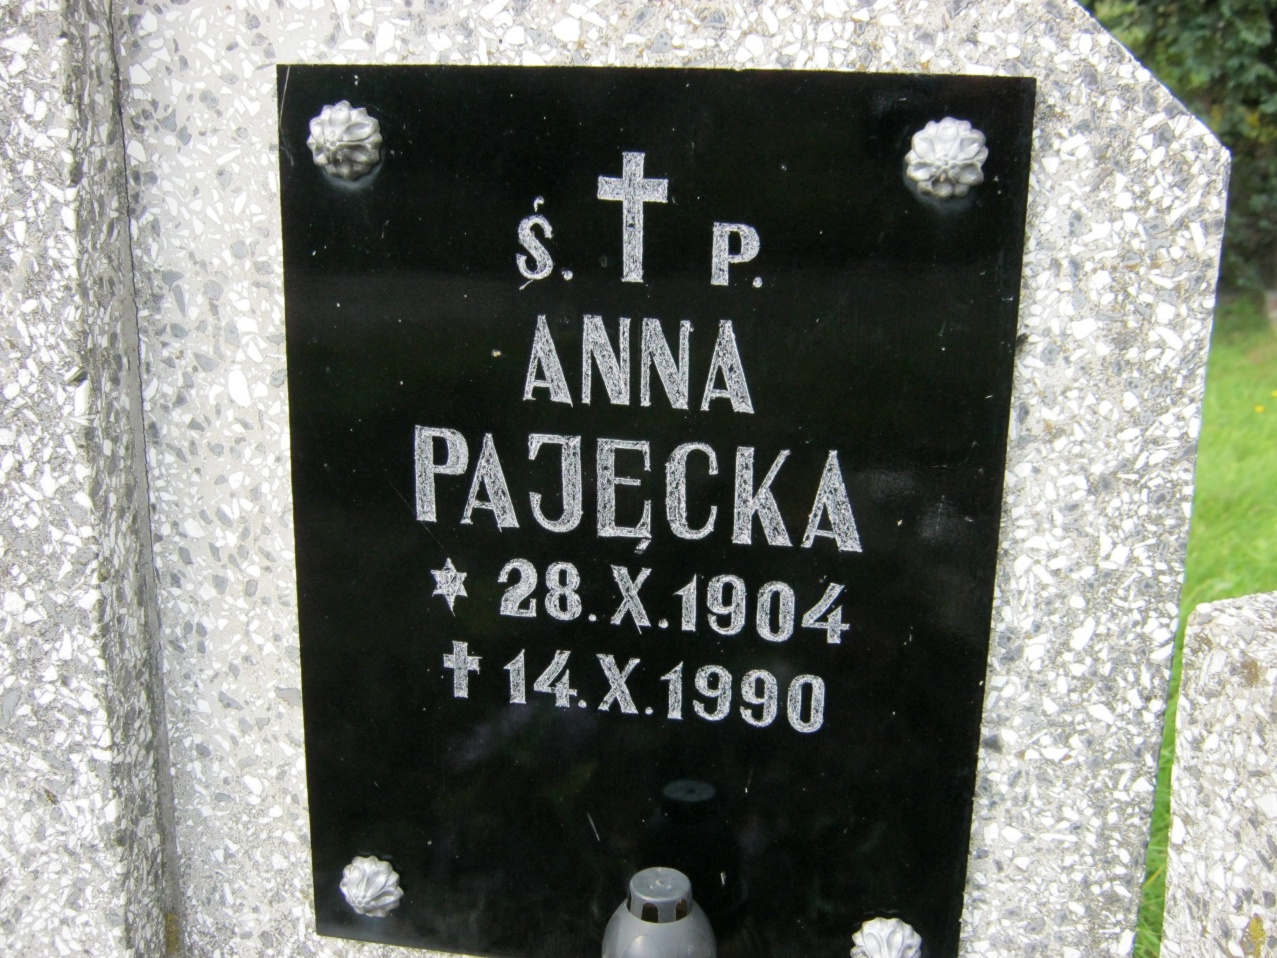 Ś. P.
ANNA
PAJĘCKA
28.X.1904
14.X.1990